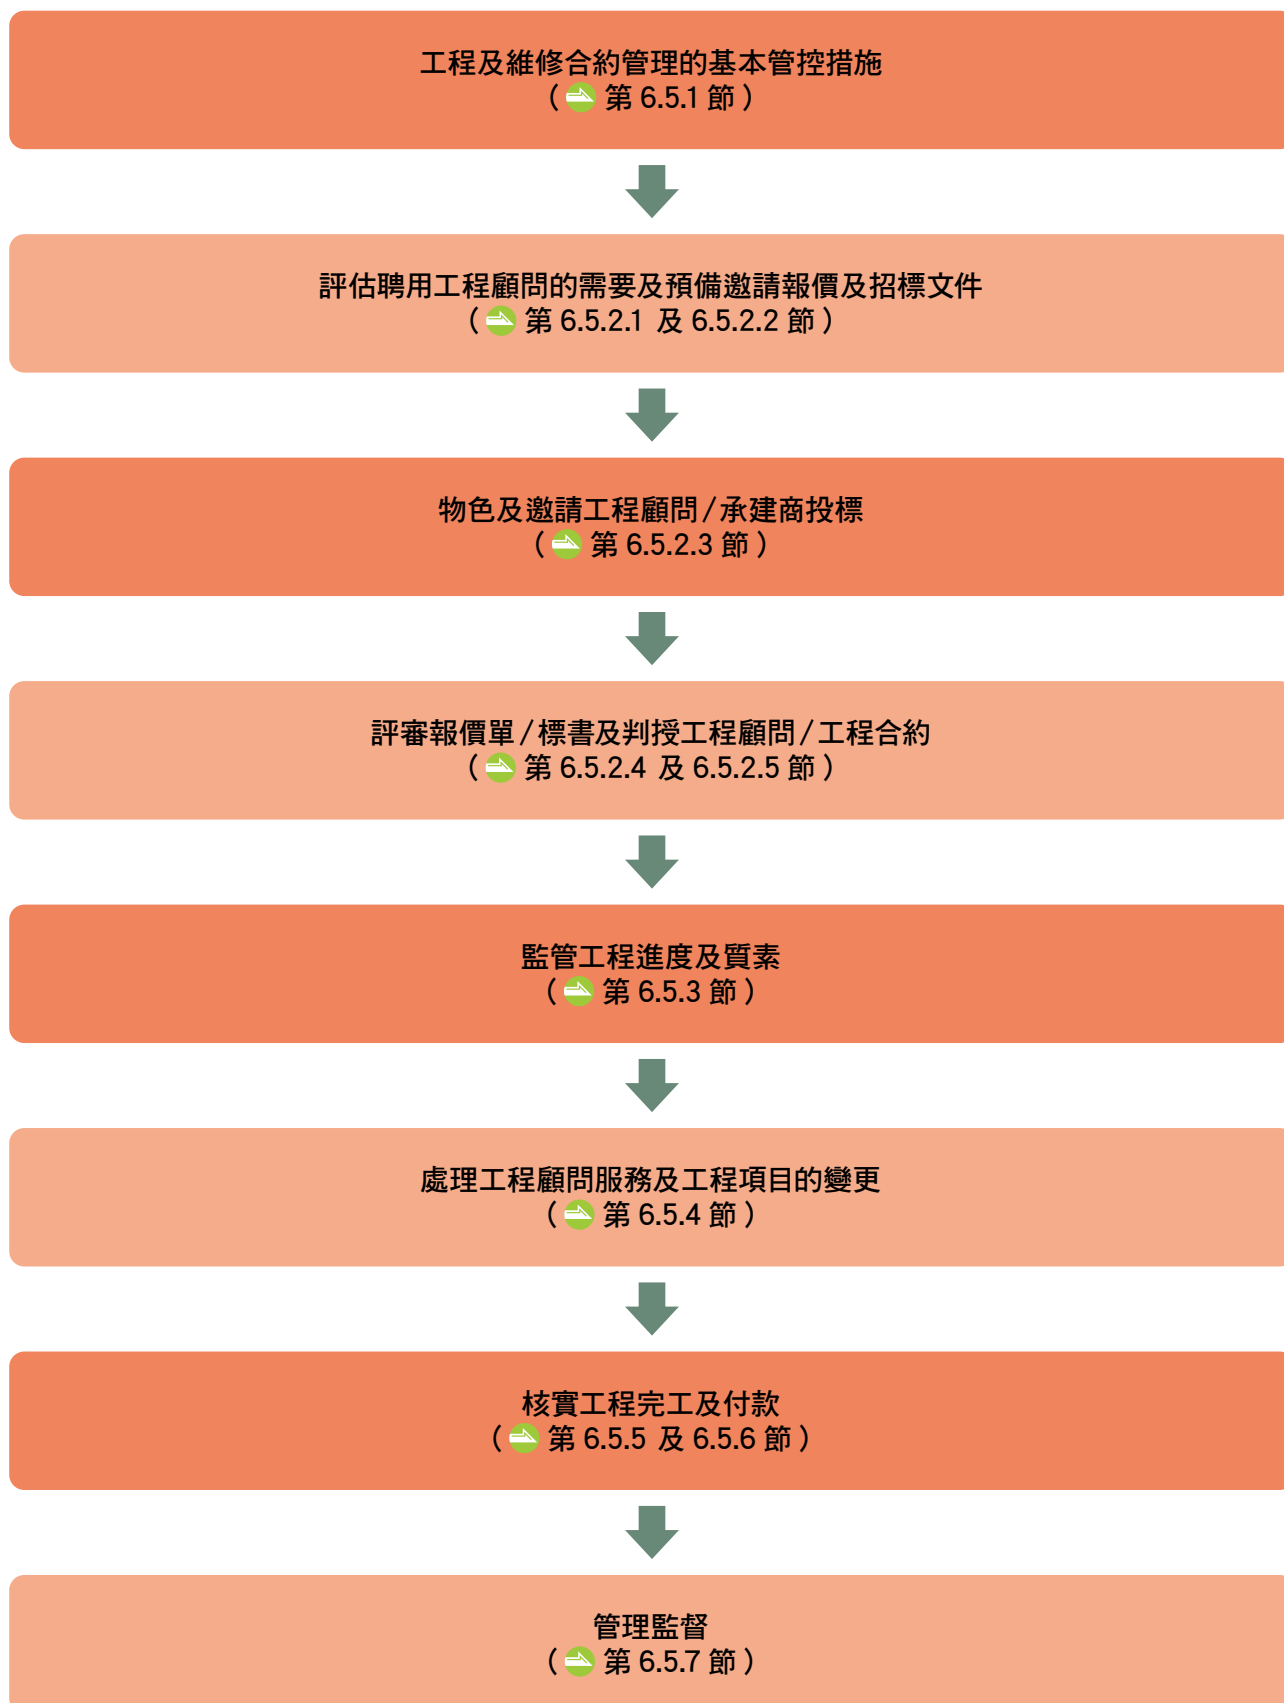 工程及維修合約管理的基本管控措施
( 第 6.5.1 節 )
評估聘用工程顧問的需要及預備邀請報價及招標文件
( 第 6.5.2.1 及 6.5.2.2 節 )
物色及邀請工程顧問/承建商投標
( 第 6.5.2.3 節 )
評審報價單/標書及判授工程顧問/工程合約
( 第 6.5.2.4 及 6.5.2.5 節 )
監管工程進度及質素
( 第 6.5.3 節 )
處理工程顧問服務及工程項目的變更
( 第 6.5.4 節 )
核實工程完工及付款
( 第 6.5.5 及 6.5.6 節 )
管理監督
( 第 6.5.7 節 )